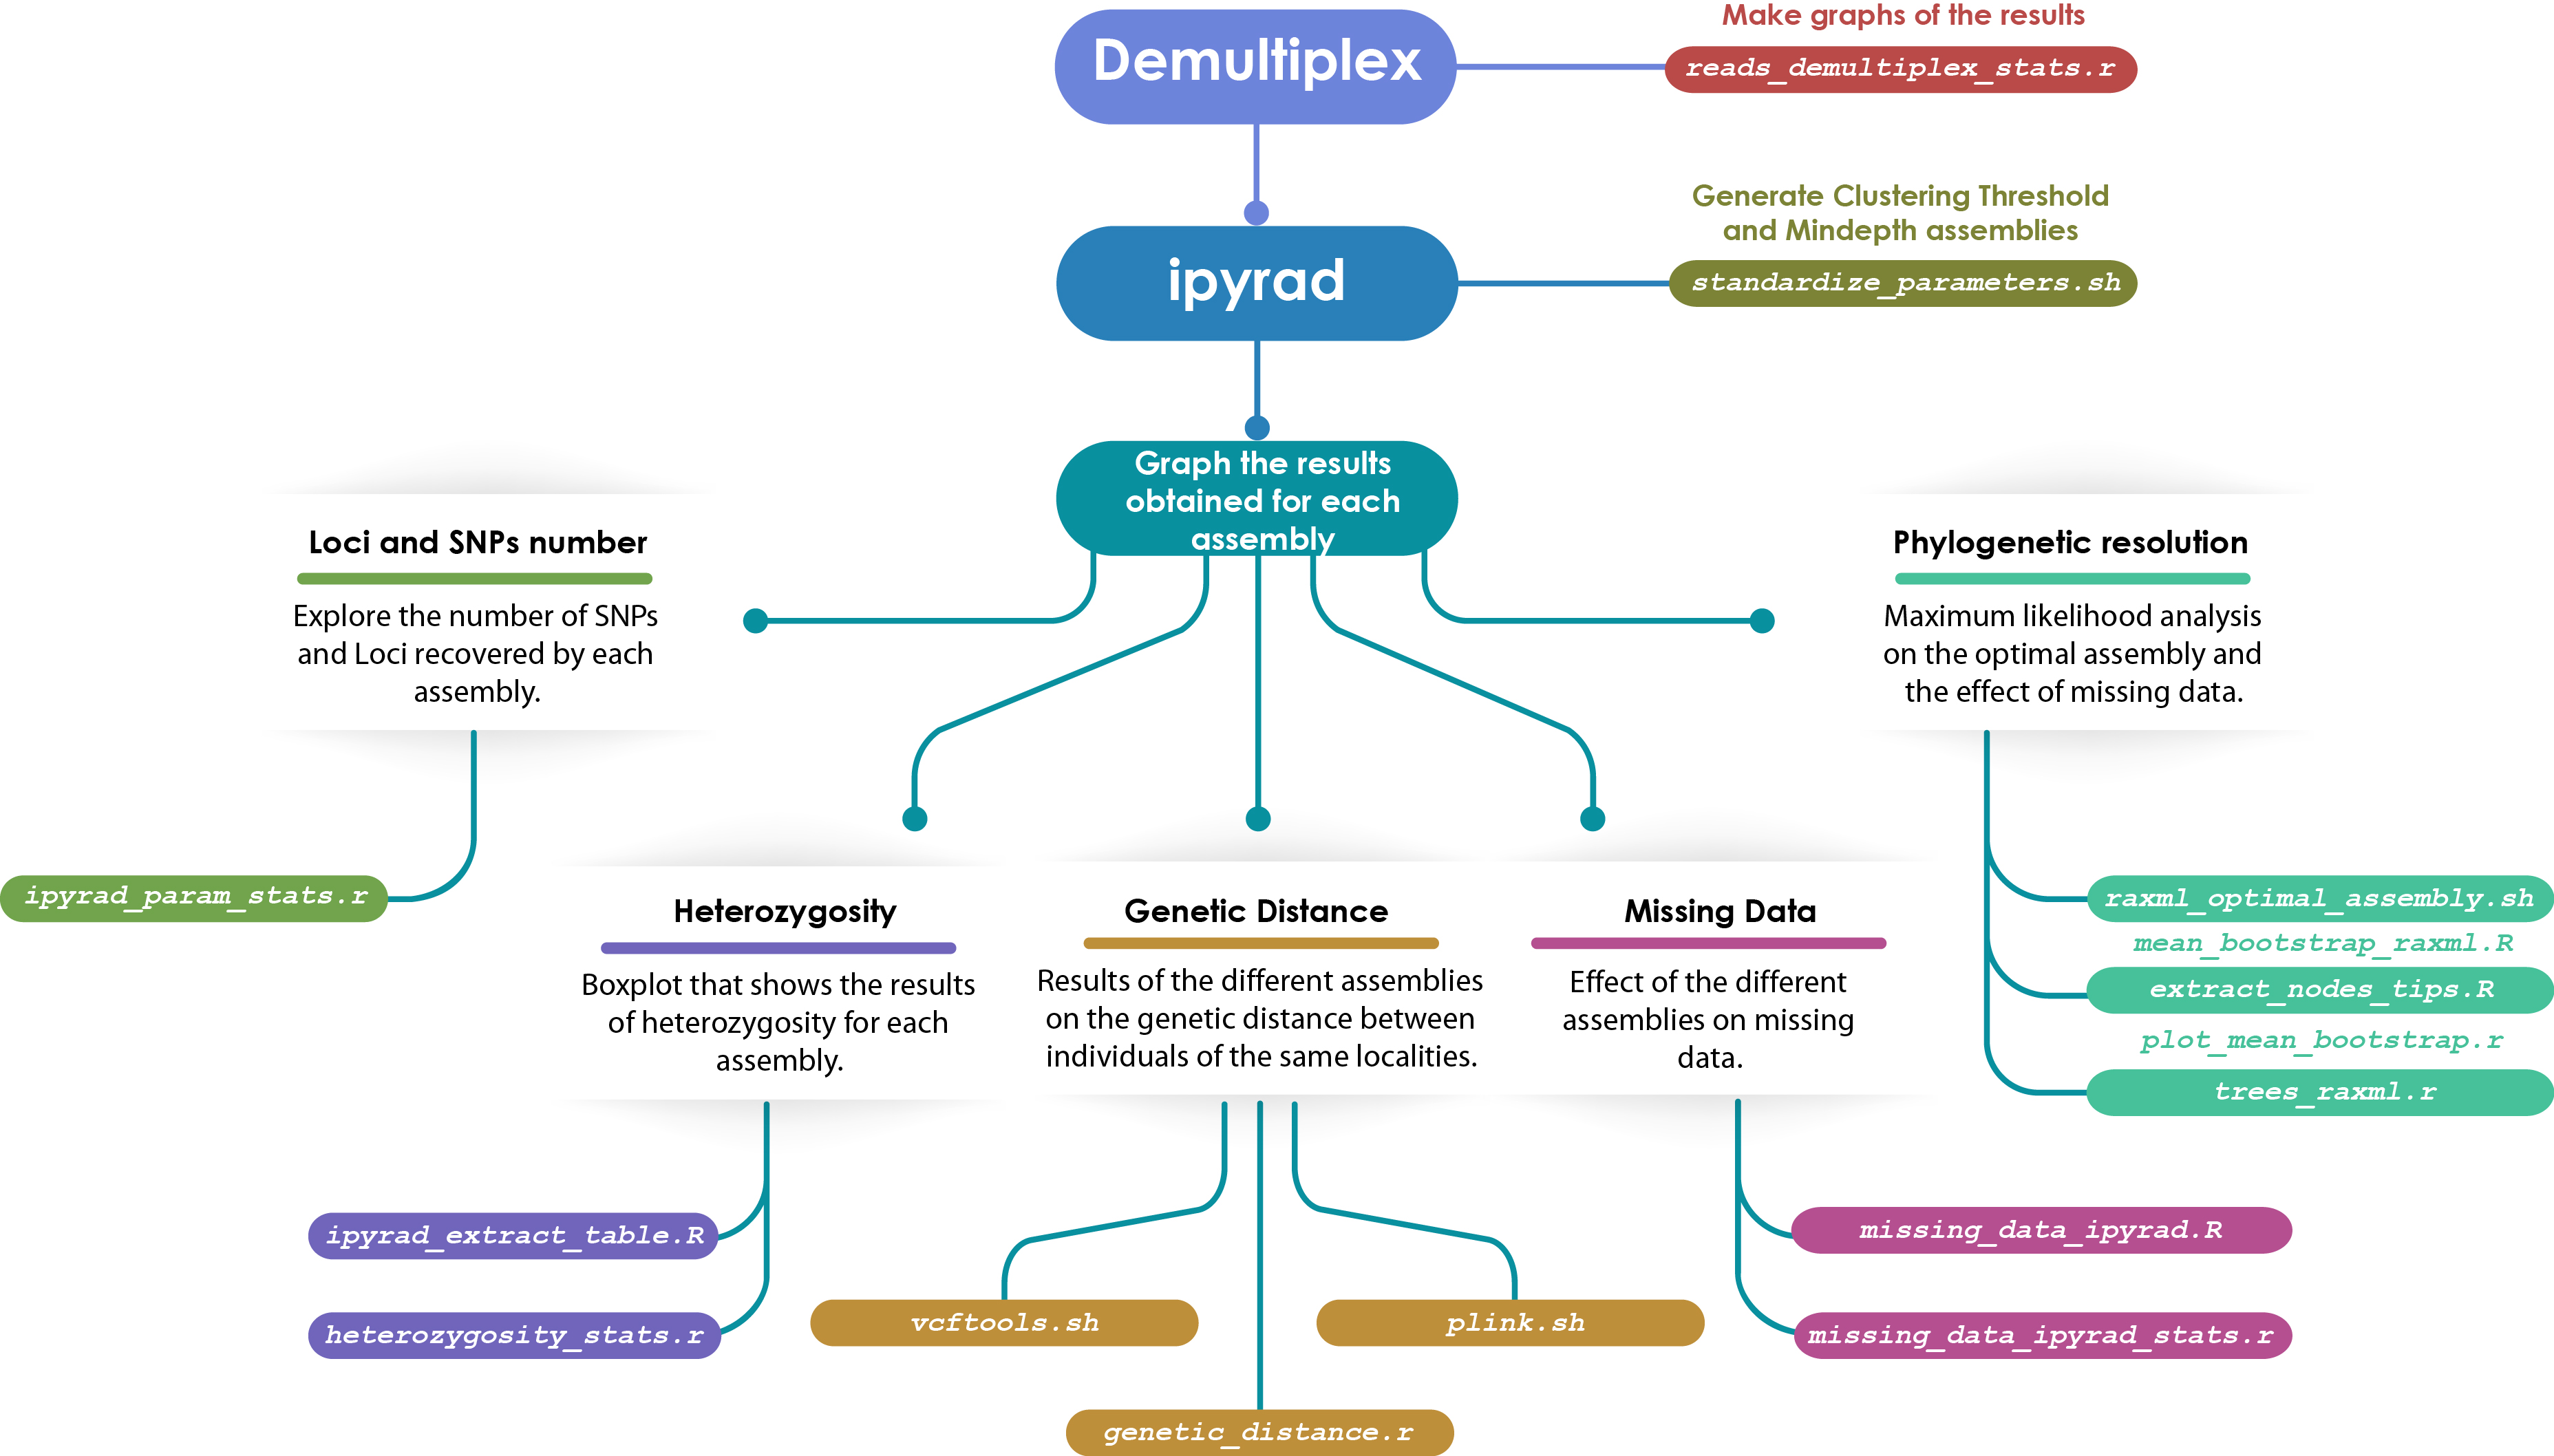 Make graphs of the results
Demultiplex
reads_demultiplex_stats.r
Generate Clustering Threshold
and Mindepth assemblies
ipyrad
standardize_parameters.sh
Graph the results
obtained for each
assembly
Loci and SNPs number
Explore the number of SNPs
and Loci recovered by each
assembly.
ipyrad_param_stats.r
Phylogenetic resolution
Maximum likelihood analysis
on the optimal assembly and
the effect of missing data.
raxml_optimal_assembly.sh
mean_bootstrap_raxml.R
extract_nodes_tips.R
plot_mean_bootstrap.r
trees_raxml.r
Heterozygosity
Boxplot that shows the results
of heterozygosity for each
assembly.
ipyrad_extract_table.R
heterozygosity_stats.r
Genetic Distance
Results of the different assemblies
on the genetic distance between
individuals of the same localities.
vcftools.sh
plink.sh
genetic_distance.r
Missing Data
Effect of the different
assemblies on missing
data.
missing_data_ipyrad.R
missing_data_ipyrad_stats.r